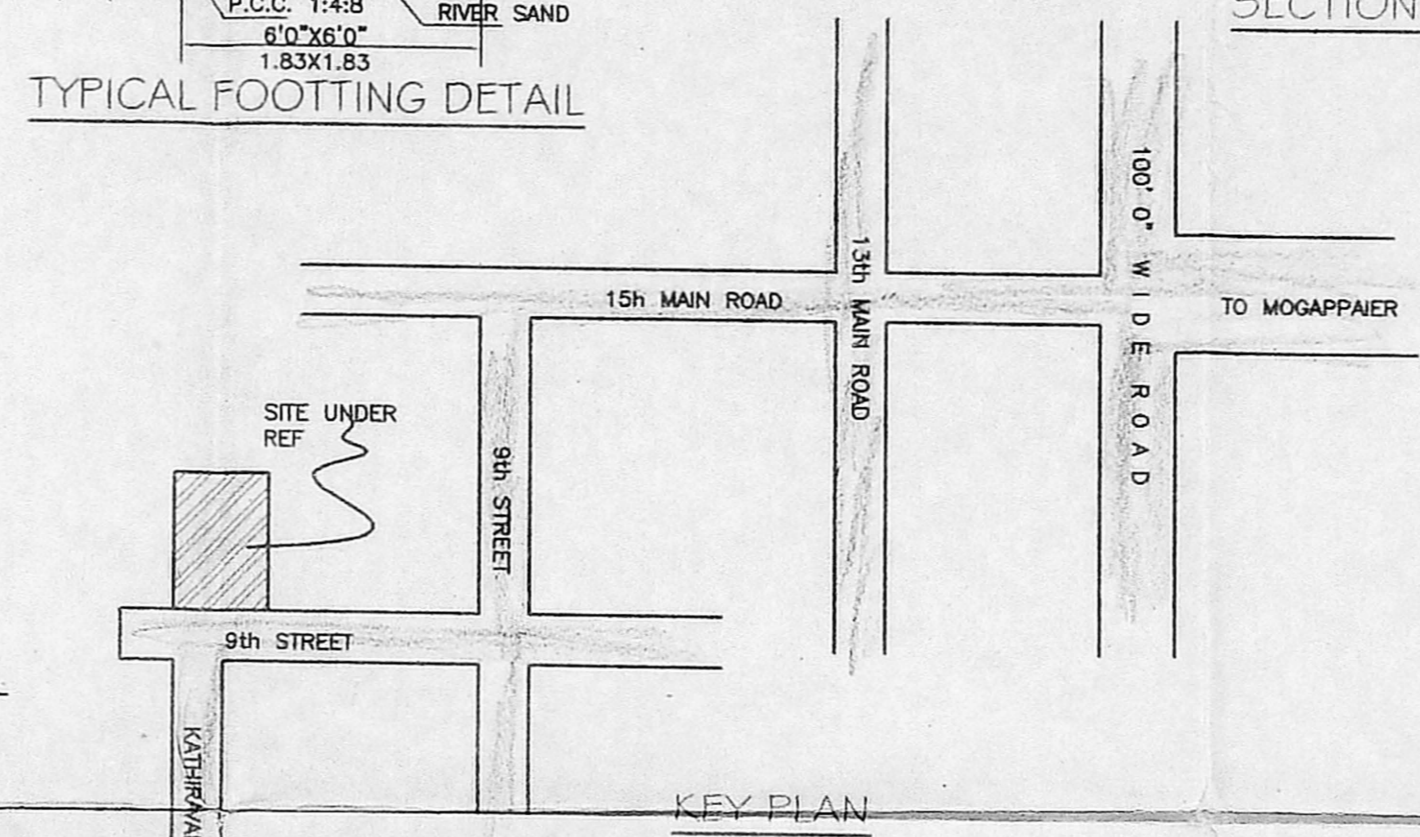 P.C.C. 1:4:8
RIVER SAND
6'0"X6'0"
1.83X1.83
TYPICAL FOOTTING DETAIL
SECTION
100' 0" WIDE ROAD
13th MAIN ROAD
15h MAIN ROAD
TO MOGAPPAIER
SITE UNDER
REF
9th STREET
9th STREET
KEY PLAN